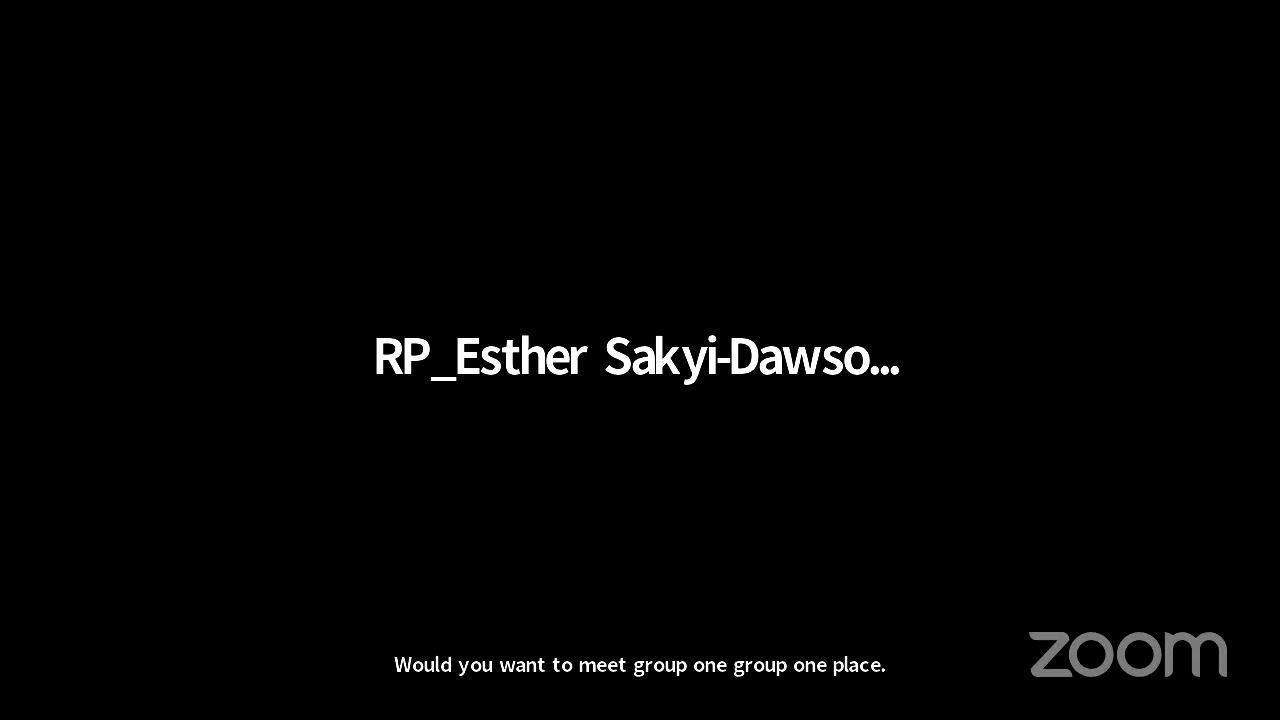 RP_Esther Sakyi-Dawso...
Would you want to meet group one group one place.
zoom